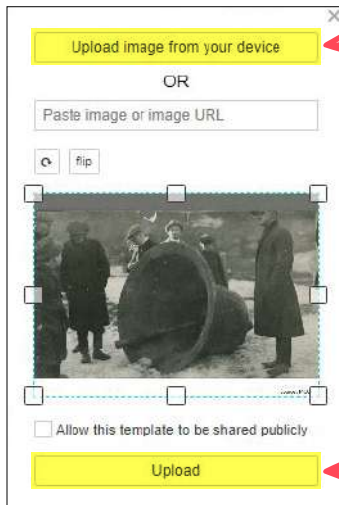 Upload image from your device
OR
Paste image or image URL
flip
Allow this template to be shared publicly
Upload